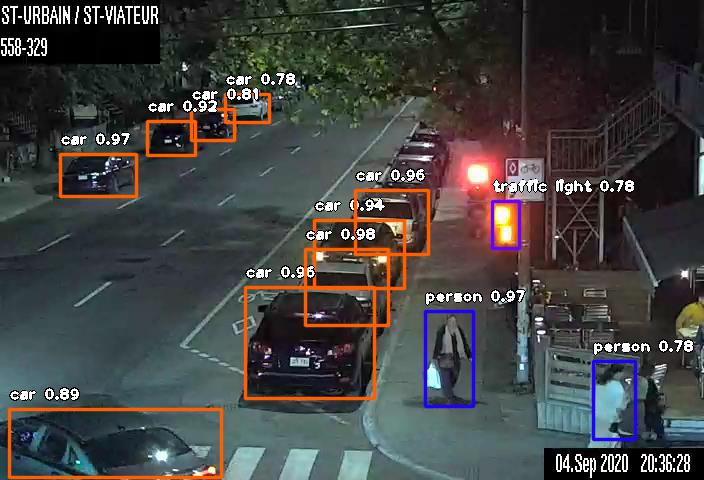 ST-URBAIN / ST-VIATEUR
558-329
car 0.78
car 0.81
car 0.92
car 0.97
car 0.96
traffic light 0.78
car 0.94
car 0.98
car 0.96
person 0.97
person 0.78
car 0.89
04.Sep 2020 20:36:28